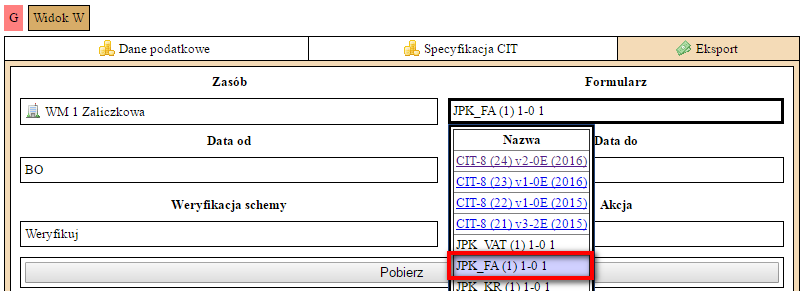 G Widok W
Dane podatkowe Specyfikacja CIT Eksport
Zasób Formularz
WM 1 Zaliczkowa JPK_FA (1) 1-0 1
Data od Nazwa Data do
BO CIT-8 (24) v2-0E (2016)
CIT-8 (23) v1-0E (2016)
Weryfikacja schemy CIT-8 (22) v1-0E (2015) Akcja
CIT-8 (21) v3-2E (2015)
Weryfikuj JPK_VAT (1) 1-0 1
Pobierz JPK_FA (1) 1-0 1
JPK_KR (1) 1-0 1